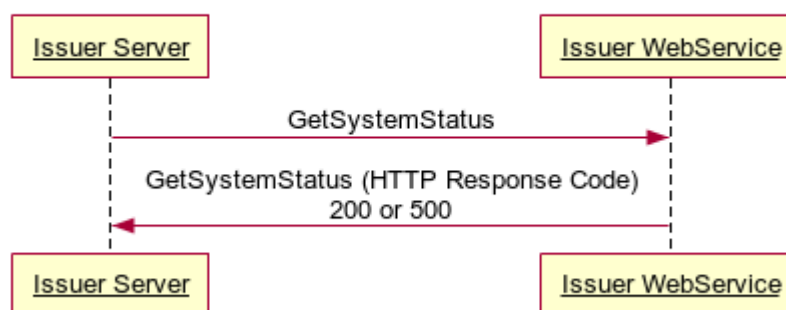 Issuer Server
Issuer WebService
GetSystemStatus
GetSystemStatus (HTTP Response Code)
200 or 500
Issuer Server
Issuer WebService